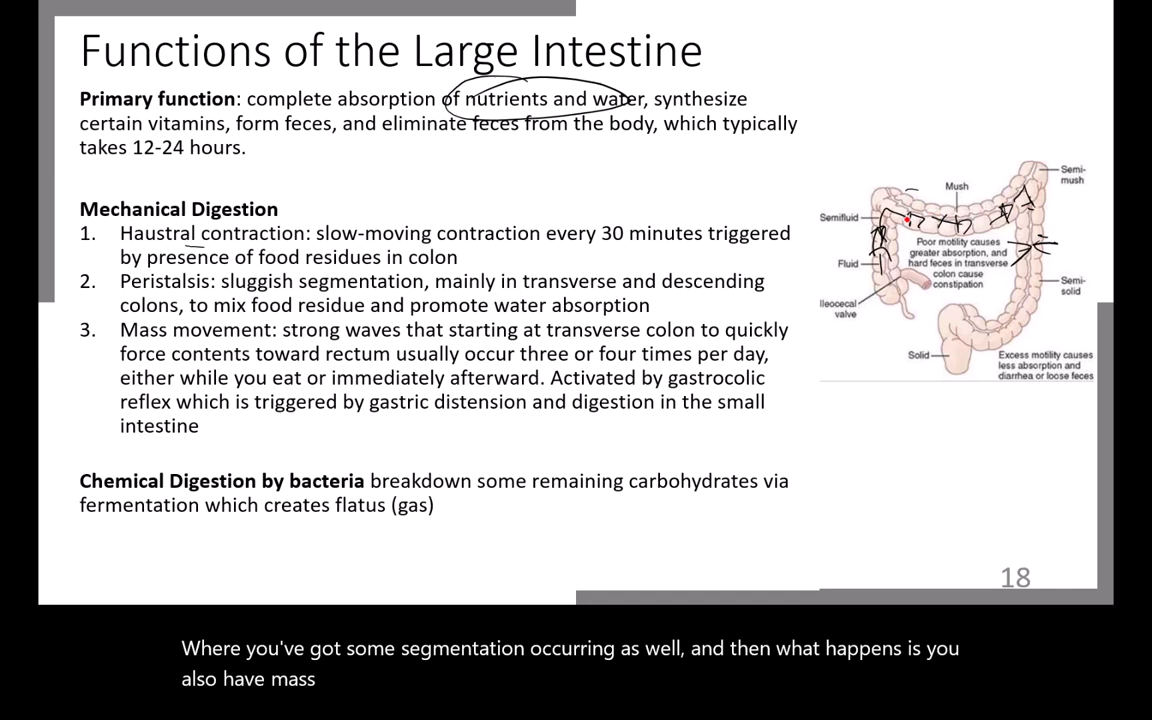 Functions of the Large Intestine
Primary function: complete absorption of nutrients and water, synthesize
certain vitamins, form feces, and eliminate feces from the body, which typically
takes 12-24 hours.
Mechanical Digestion
1. Haustral contraction: slow-moving contraction every 30 minutes triggered
by presence of food residues in colon
2. Peristalsis: sluggish segmentation, mainly in transverse and descending
colons, to mix food residue and promote water absorption
3. Mass movement: strong waves that starting at transverse colon to quickly
force contents toward rectum usually occur three or four times per day,
either while you eat or immediately afterward. Activated by gastrocolic
reflex which is triggered by gastric distension and digestion in the small
intestine
Chemical Digestion by bacteria breakdown some remaining carbohydrates via
fermentation which creates flatus (gas)
Semi-
mush
Mush
Semifluid
Poor motility causes
greater absorption, and
hard feces in transverse
colon cause
constipation
Fluid
Semi-
solid
Ileocecal
valve
Solid
Excess motility causes
less absorption and
diarrhea or loose feces
18
Where you've got some segmentation occurring as well, and then what happens is you
also have mass